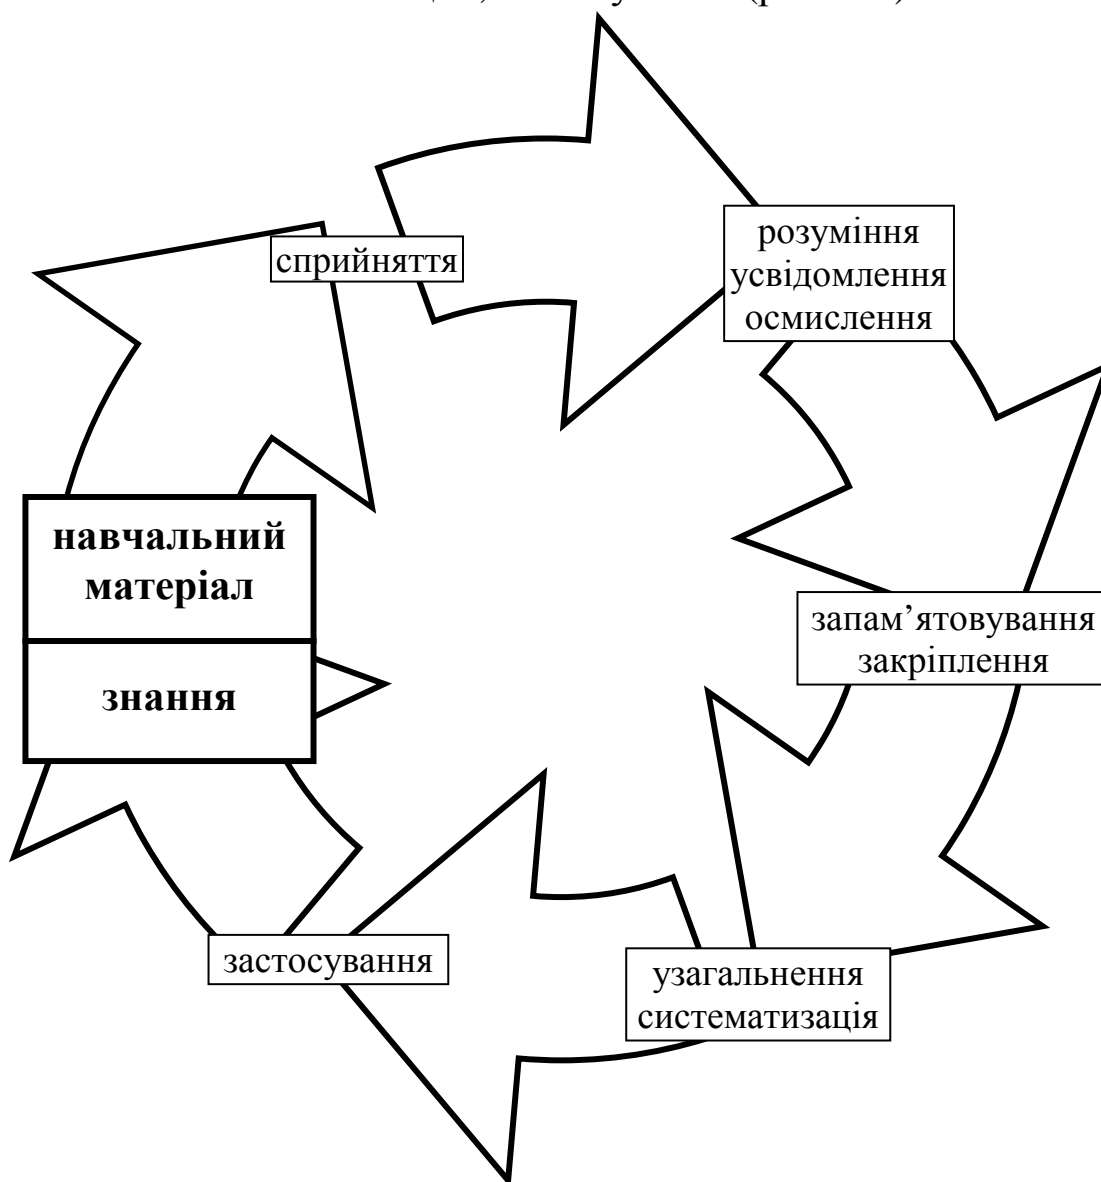 сприйняття
розуміння
усвідомлення
осмислення
навчальний
матеріал
запам’ятовування
закріплення
знання
застосування
узагальнення
систематизація